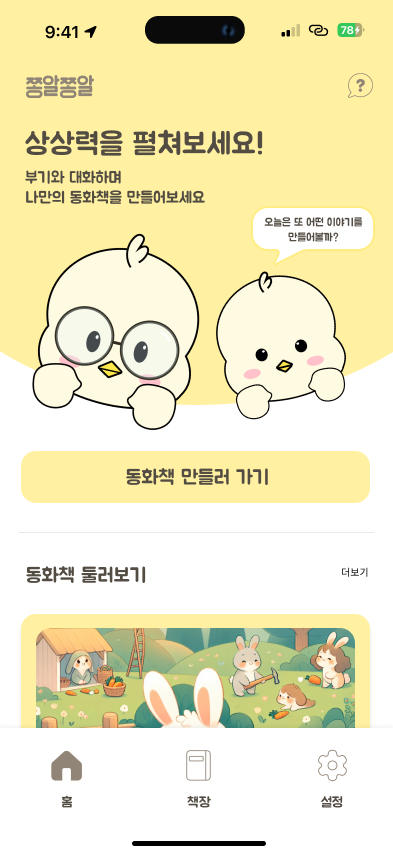 9:41
78
쫑알쫑알
?
상상력을 펼쳐보세요!
부기와 대화하며
나만의 동화책을 만들어보세요
오늘은 또 어떤 이야기를
만들어볼까?
동화책 만들러 가기
동화책 둘러보기
더보기
홈
책장
설정